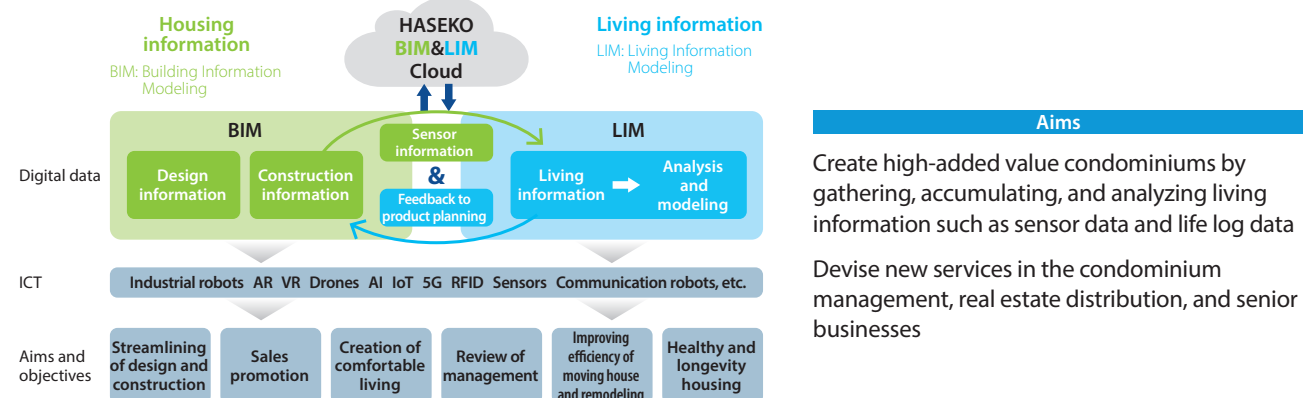 Housing
information
BIM: Building Information
Modeling
HASEKO
BIM&LIM
Cloud
Living information
LIM: Living Information
Modeling
Digital data
BIM
Design
information
Construction
information
Sensor
information
&
Feedback to
product planning
LIM
Living
information
Analysis
and
modeling
ICT
Industrial robots AR VR Drones AI IoT 5G RFID Sensors Communication robots, etc.
Aims and
objectives
Streamlining
of design and
construction
Sales
promotion
Creation of
comfortable
living
Review of
management
Improving
efficiency of
moving house
and remodeling
Healthy and
longevity
housing
Aims
Create high-added value condominiums by
gathering, accumulating, and analyzing living
information such as sensor data and life log data
Devise new services in the condominium
management, real estate distribution, and senior
businesses